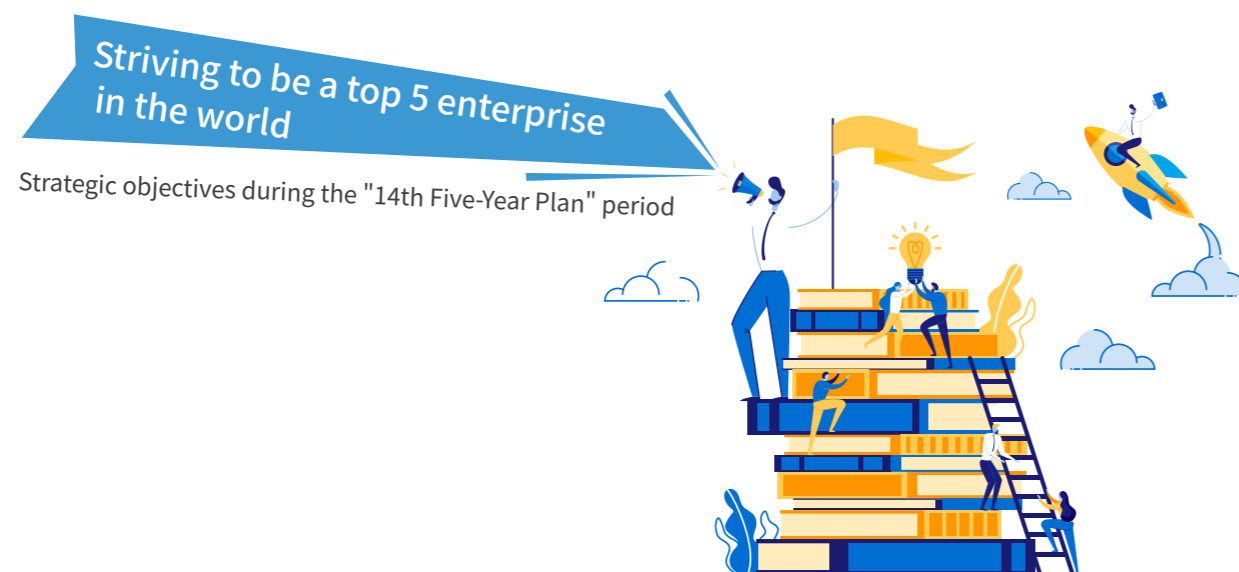 Striving to be a top 5 enterprise
in the world
Strategic objectives during the "14th Five-Year Plan" period